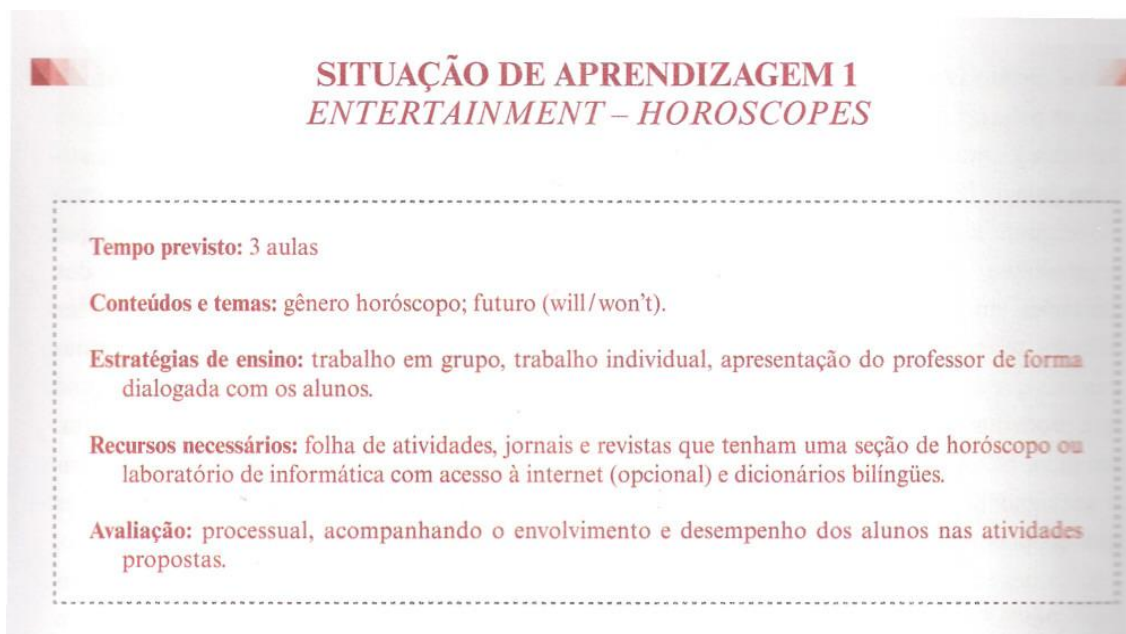 SITUAÇÃO DE APRENDIZAGEM 1
ENTERTAINMENT – HOROSCOPES
Tempo previsto: 3 aulas
Conteúdos e temas: gênero horóscopo; futuro (will/won't).
Estratégias de ensino: trabalho em grupo, trabalho individual, apresentação do professor de forma
dialogada com os alunos.
Recursos necessários: folha de atividades, jornais e revistas que tenham uma seção de horóscopo ou
laboratório de informática com acesso à internet (opcional) e dicionários bilíngües.
Avaliação: processual, acompanhando o envolvimento e desempenho dos alunos nas atividades
propostas.